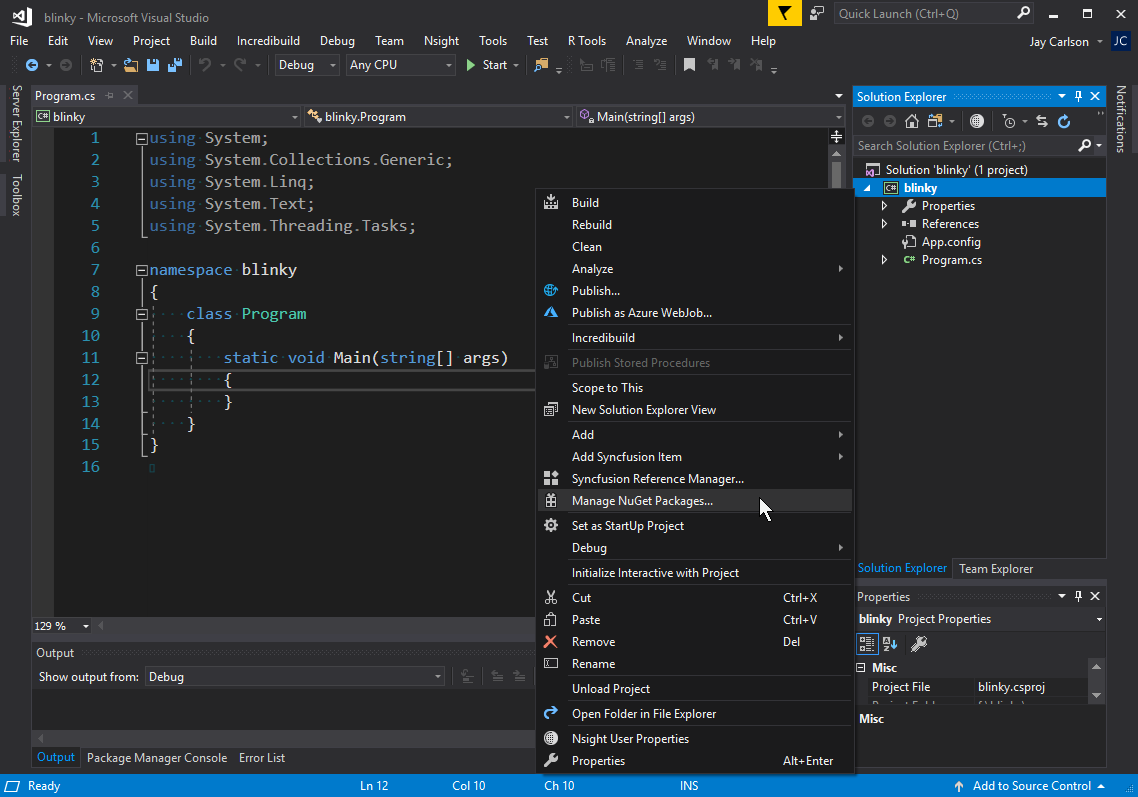 blinky - Microsoft Visual Studio
Quick Launch (Ctrl+Q)
File Edit View Project Build Incredibuild Debug Team Nsight Tools Test R Tools Analyze Window Help
Jay Carlson JC
Debug Any CPU Start
Server Explorer
Toolbox
Program.cs
C# blinky
blinky.Program
Main(string[] args)
1 using System;
2 using System.Collections.Generic;
3 using System.Linq;
4 using System.Text;
5 using System.Threading.Tasks;
6
7 namespace blinky
8 {
9 class Program
10 {
11 static void Main(string[] args)
12 {
13 }
14 }
15 }
16
129 %
Build
Rebuild
Clean
Analyze
Publish...
Publish as Azure WebJob...
Incredibuild
Publish Stored Procedures
Scope to This
New Solution Explorer View
Add
Add Syncfusion Item
Syncfusion Reference Manager...
Manage NuGet Packages...
Set as StartUp Project
Debug
Initialize Interactive with Project
Cut Ctrl+X
Paste Ctrl+V
Remove Del
Rename
Unload Project
Open Folder in File Explorer
Nsight User Properties
Properties Alt+Enter
Solution Explorer
Search Solution Explorer (Ctrl+;)
Solution 'blinky' (1 project)
C# blinky
Properties
References
App.config
C# Program.cs
Solution Explorer Team Explorer
Notifications
Properties
blinky Project Properties
Misc
Project File blinky.csproj
Misc
Output
Show output from: Debug
Output Package Manager Console Error List
Ready Ln 12 Col 10 Ch 10 INS Add to Source Control